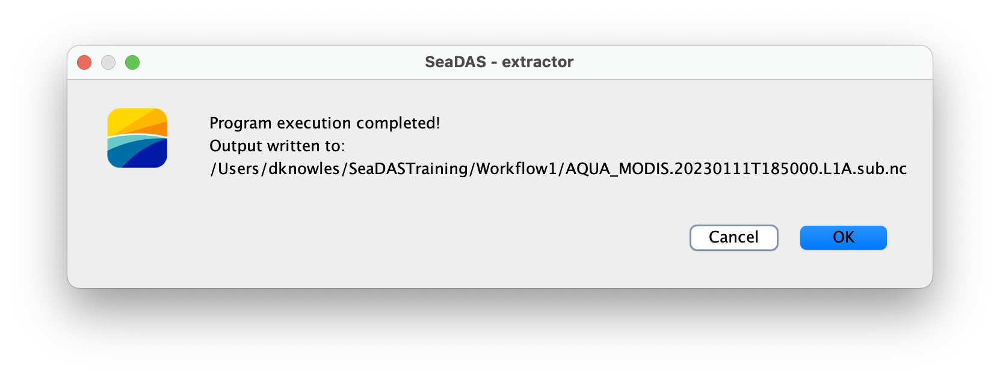 SeaDAS - extractor
Program execution completed!
Output written to:
/Users/dknowles/SeaDASTraining/Workflow1/AQUA_MODIS.20230111T185000.L1A.sub.nc
Cancel OK